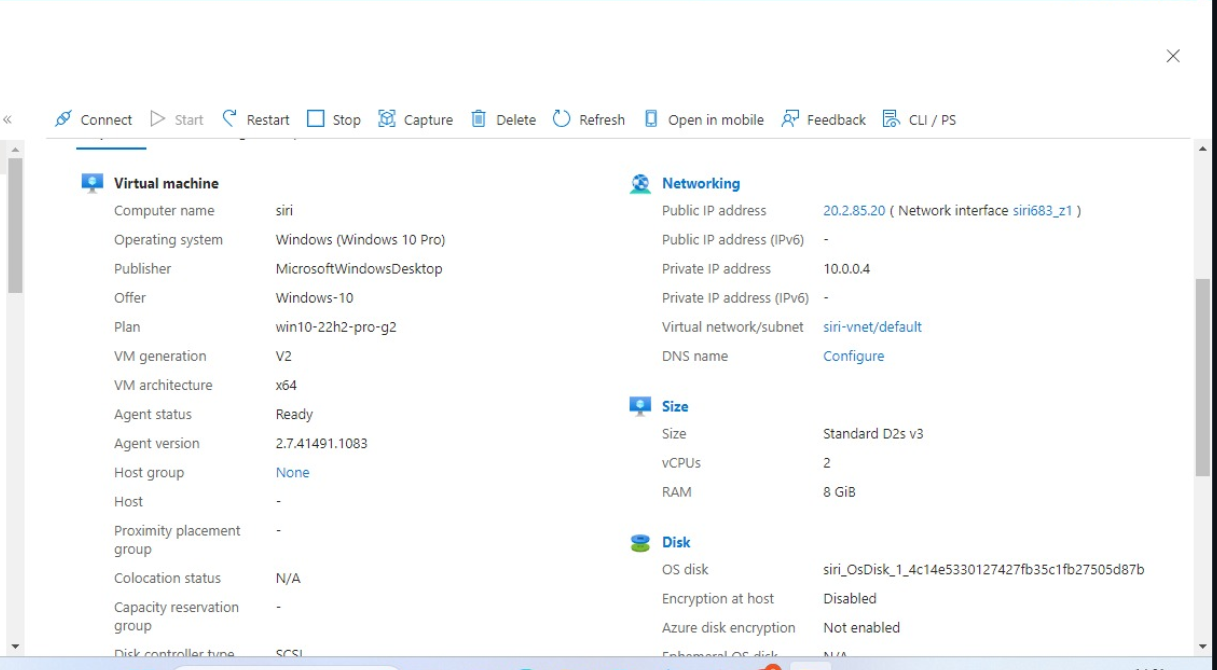 «
Connect Start Restart Stop Capture Delete Refresh Open in mobile Feedback CLI / PS
Virtual machine
Computer name siri
Operating system Windows (Windows 10 Pro)
Publisher MicrosoftWindowsDesktop
Offer Windows-10
Plan win10-22h2-pro-g2
VM generation V2
VM architecture x64
Agent status Ready
Agent version 2.7.41491.1083
Host group None
Host -
Proximity placement
group -
Colocation status N/A
Capacity reservation
group -
Disk controller type SCSI
Networking
Public IP address 20.2.85.20 ( Network interface siri683_z1 )
Public IP address (IPv6) -
Private IP address 10.0.0.4
Private IP address (IPv6) -
Virtual network/subnet siri-vnet/default
DNS name Configure
Size
Size Standard D2s v3
vCPUs 2
RAM 8 GiB
Disk
OS disk siri_OsDisk_1_4c14e5330127427fb35c1fb27505d87b
Encryption at host Disabled
Azure disk encryption Not enabled
Ephemeral OS disk N/A